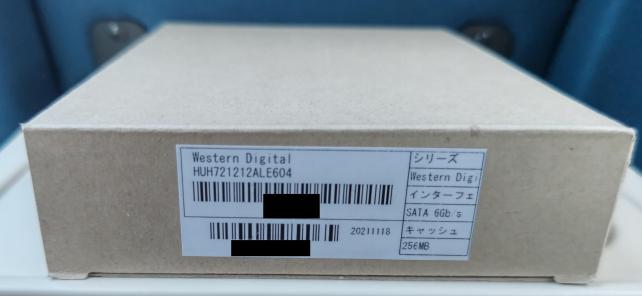 Western Digital
HUH721212ALE604
20211118
シリーズ
Western Digi
インターフェ
SATA 6Gb/s
キャッシュ
256MB